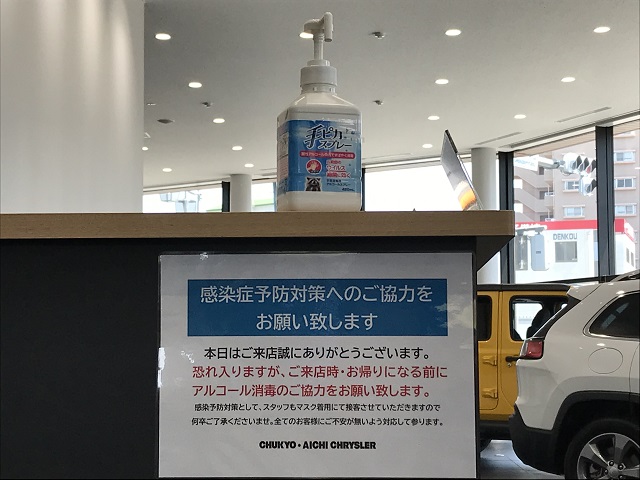 手ピカ
スプレー
ウイルス
DENKOU
感染症予防対策へのご協力を
お願い致します
本日はご来店誠にありがとうございます。
恐れ入りますが、ご来店時・お帰りになる前に
アルコール消毒のご協力をお願い致します。
感染予防対策として、スタッフもマスク着用にて接客させていただきますので
何卒ご了承くださいませ。全てのお客様にご不安が無いよう対応して参ります。
CHUKYO・AICHI CHRYSLER